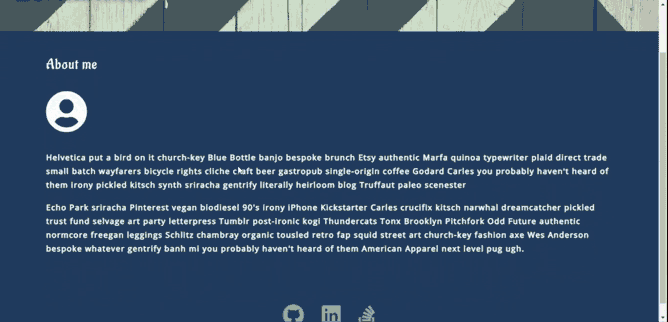 About me
Helvetica put a bird on it church-key Blue Bottle banjo bespoke brunch Etsy authentic Marfa quinoa typewriter plaid direct trade
small batch wayfarers bicycle rights cliche craft beer gastropub single-origin coffee Godard Carles you probably haven't heard of
them irony pickled kitsch synth sriracha gentrify literally heirloom blog Truffaut paleo scenester
Echo Park sriracha Pinterest vegan biodiesel 90's irony iPhone Kickstarter Carles crucifix kitsch narwhal dreamcatcher pickled
trust fund selvage art party letterpress Tumblr post-ironic kogi Thundercats Tonx Brooklyn Pitchfork Odd Future authentic
normcore freegan leggings Schlitz chambray organic tousled retro fap squid street art church-key fashion axe Wes Anderson
bespoke whatever gentrify banh mi you probably haven't heard of them American Apparel next level pug ugh.
in